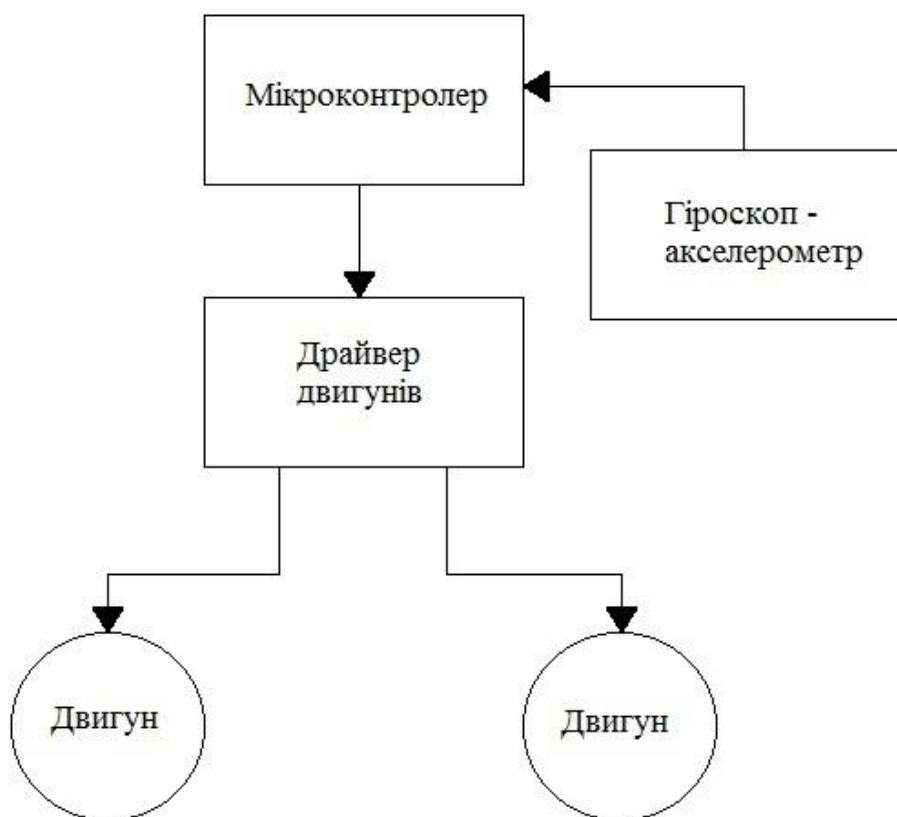 Мікроконтролер
Гіроскоп -
акселерометр
Драйвер
двигунів
Двигун
Двигун